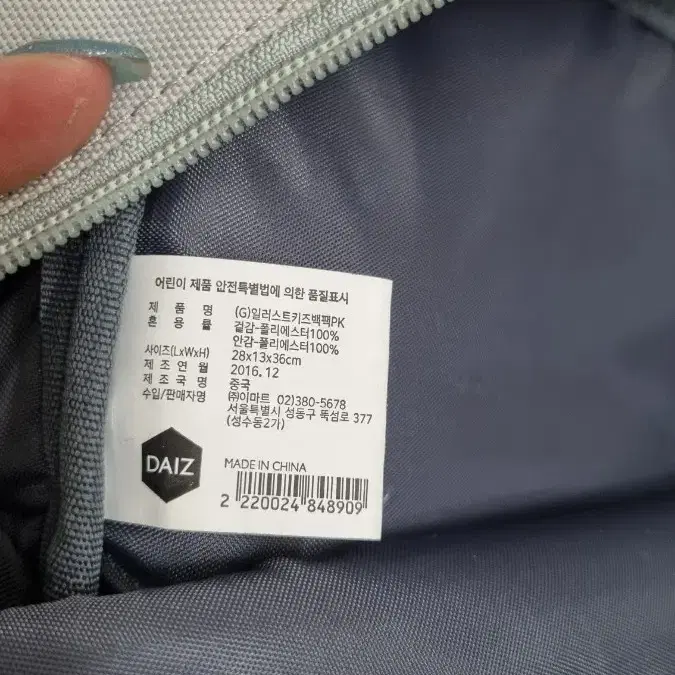 어린이 제품 안전특별법에 의한 품질표시
제 품 명 (G)일러스트키즈백팩PK
혼 용 률 겉감-폴리에스터100%
안감-폴리에스터100%
사이즈(LxWxH) 28x13x36cm
제 조 연 월 2016.12
제 조 국 명 중국
수입/판매자명 ㈜이마트 02)380-5678
서울특별시 성동구 뚝섬로 377
(성수동2가)
DAIZ
MADE IN CHINA
2 220024 848909